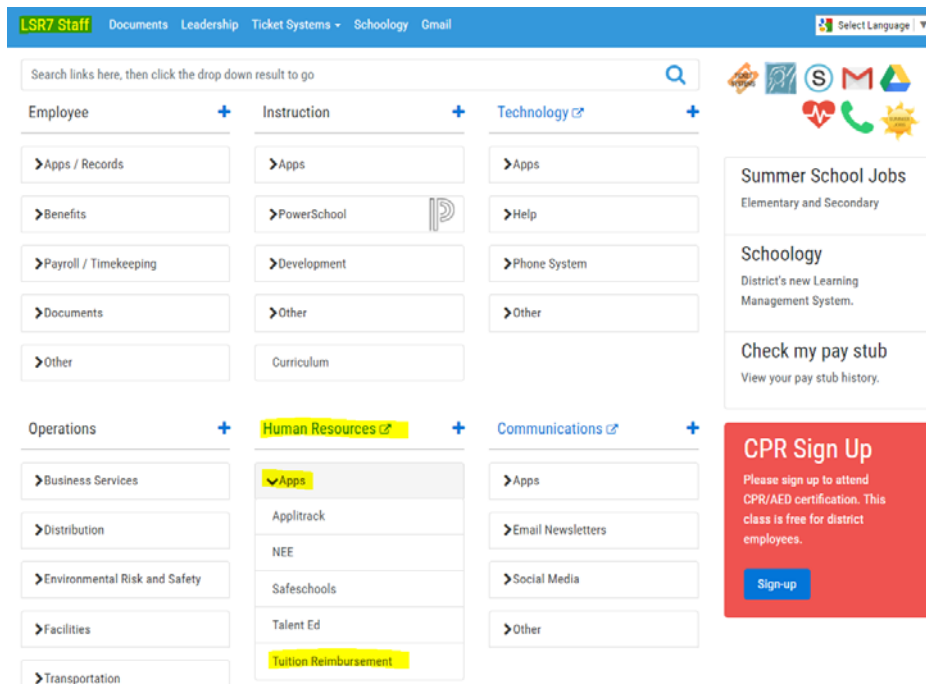 LSR7 Staff Documents Leadership Ticket Systems Schoology Gmail Select Language
Search links here, then click the drop down result to go
Employee
Apps / Records
Benefits
Payroll / Timekeeping
Documents
Other
Instruction
Apps
PowerSchool
Development
Other
Curriculum
Technology
Apps
Help
Phone System
Other
S
Summer School Jobs
Elementary and Secondary
Schoology
District's new Learning
Management System.
Check my pay stub
View your pay stub history.
Operations
Business Services
Distribution
Environmental Risk and Safety
Facilities
Transportation
Human Resources
Apps
Applitrack
NEE
Safeschools
Talent Ed
Tuition Reimbursement
Communications
Apps
Email Newsletters
Social Media
Other
CPR Sign Up
Please sign up to attend
CPR/AED certification. This
class is free for district
employees.
Sign-up